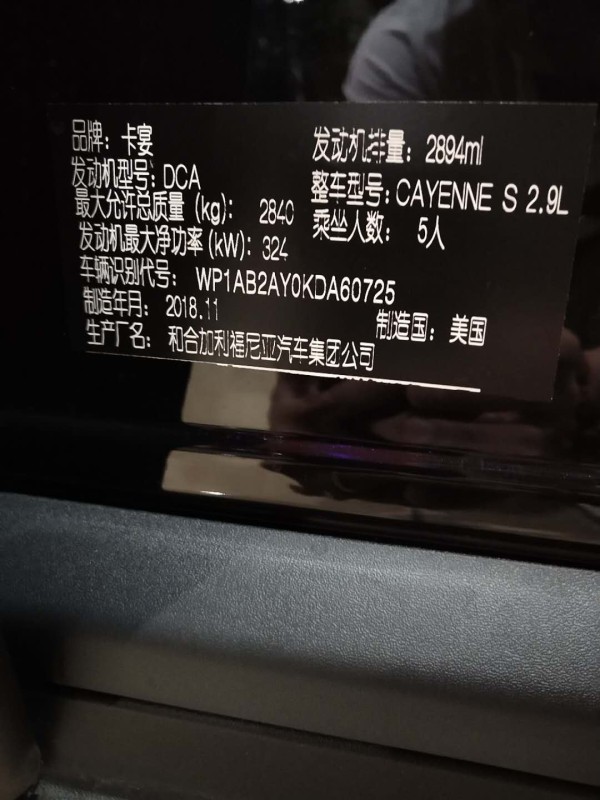 品牌：卡宴 发动机排量：2894ml
发动机型号：DCA 整车型号：CAYENNE S 2.9L
最大允许总质量（kg）：2840 乘坐人数：5人
发动机最大净功率（kW）：324
车辆识别代号：WP1AB2AY0KDA60725
制造年月：2018.11 制造国：美国
生产厂名：和合加利福尼亚汽车集团公司